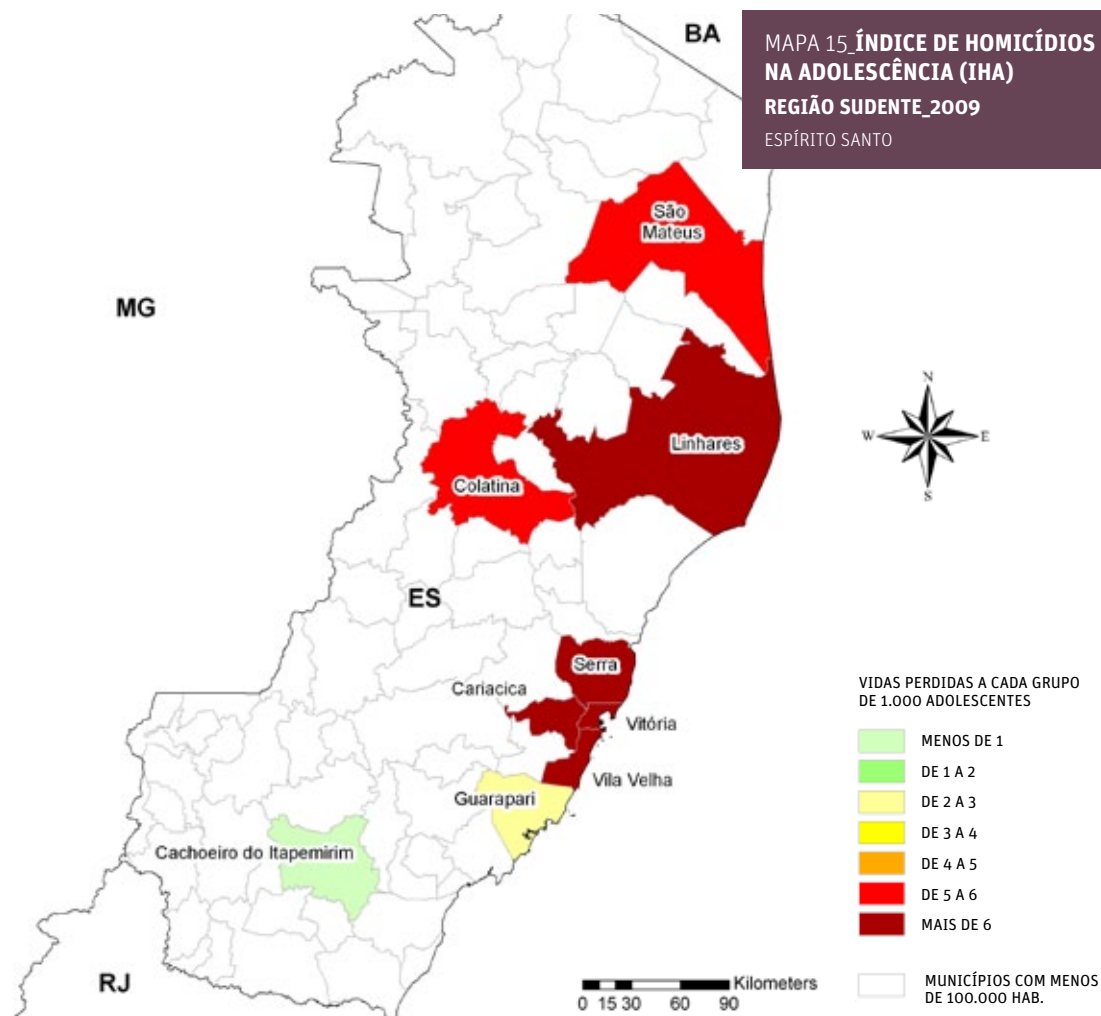 MAPA 15_ÍNDICE DE HOMICÍDIOS
NA ADOLESCÊNCIA (IHA)
REGIÃO SUDENTE_2009
ESPÍRITO SANTO
BA
São
Mateus
MG
N
W E
S
Linhares
Colatina
ES
Serra
Cariacica
Vitória
Vila Velha
Guarapari
Cachoeiro do Itapemirim
RJ
VIDAS PERDIDAS A CADA GRUPO
DE 1.000 ADOLESCENTES
MENOS DE 1
DE 1 A 2
DE 2 A 3
DE 3 A 4
DE 4 A 5
DE 5 A 6
MAIS DE 6
MUNICÍPIOS COM MENOS
DE 100.000 HAB.
Kilometers
0 15 30 60 90